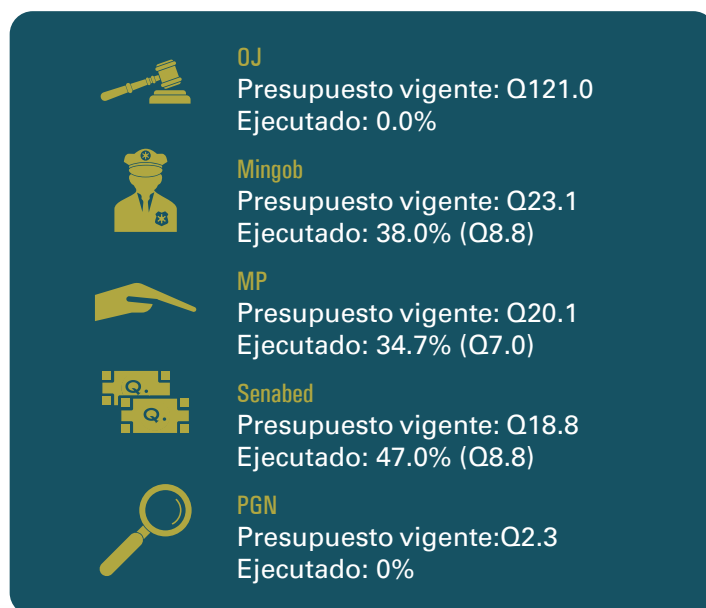 OJ
Presupuesto vigente: Q121.0
Ejecutado: 0.0%
Mingob
Presupuesto vigente: Q23.1
Ejecutado: 38.0% (Q8.8)
MP
Presupuesto vigente: Q20.1
Ejecutado: 34.7% (Q7.0)
Q.
Q.
Senabed
Presupuesto vigente: Q18.8
Ejecutado: 47.0% (Q8.8)
PGN
Presupuesto vigente:Q2.3
Ejecutado: 0%